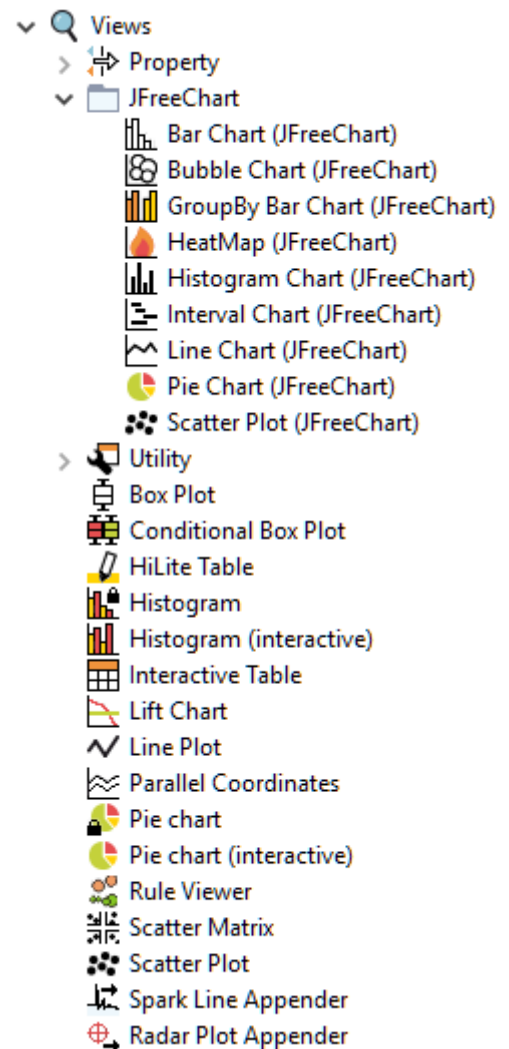 Views
Property
JFreeChart
Bar Chart (JFreeChart)
Bubble Chart (JFreeChart)
GroupBy Bar Chart (JFreeChart)
HeatMap (JFreeChart)
Histogram Chart (JFreeChart)
Interval Chart (JFreeChart)
Line Chart (JFreeChart)
Pie Chart (JFreeChart)
Scatter Plot (JFreeChart)
Utility
Box Plot
Conditional Box Plot
HiLite Table
Histogram
Histogram (interactive)
Interactive Table
Lift Chart
Line Plot
Parallel Coordinates
Pie chart
Pie chart (interactive)
Rule Viewer
Scatter Matrix
Scatter Plot
Spark Line Appender
Radar Plot Appender